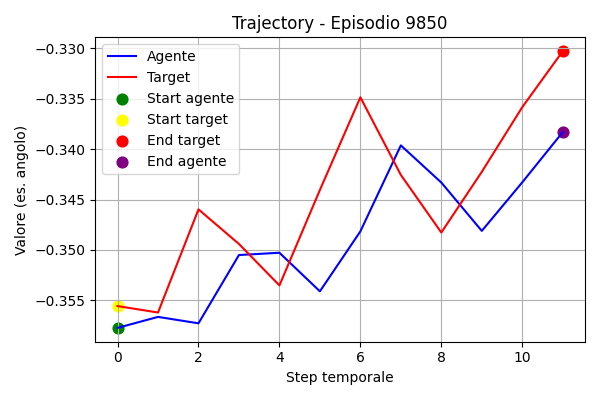 Trajectory - Episodio 9850
Valore (es. angolo)
−0.330
−0.335
−0.340
−0.345
−0.350
−0.355
Agente
Target
Start agente
Start target
End target
End agente
0 2 4 6 8 10
Step temporale